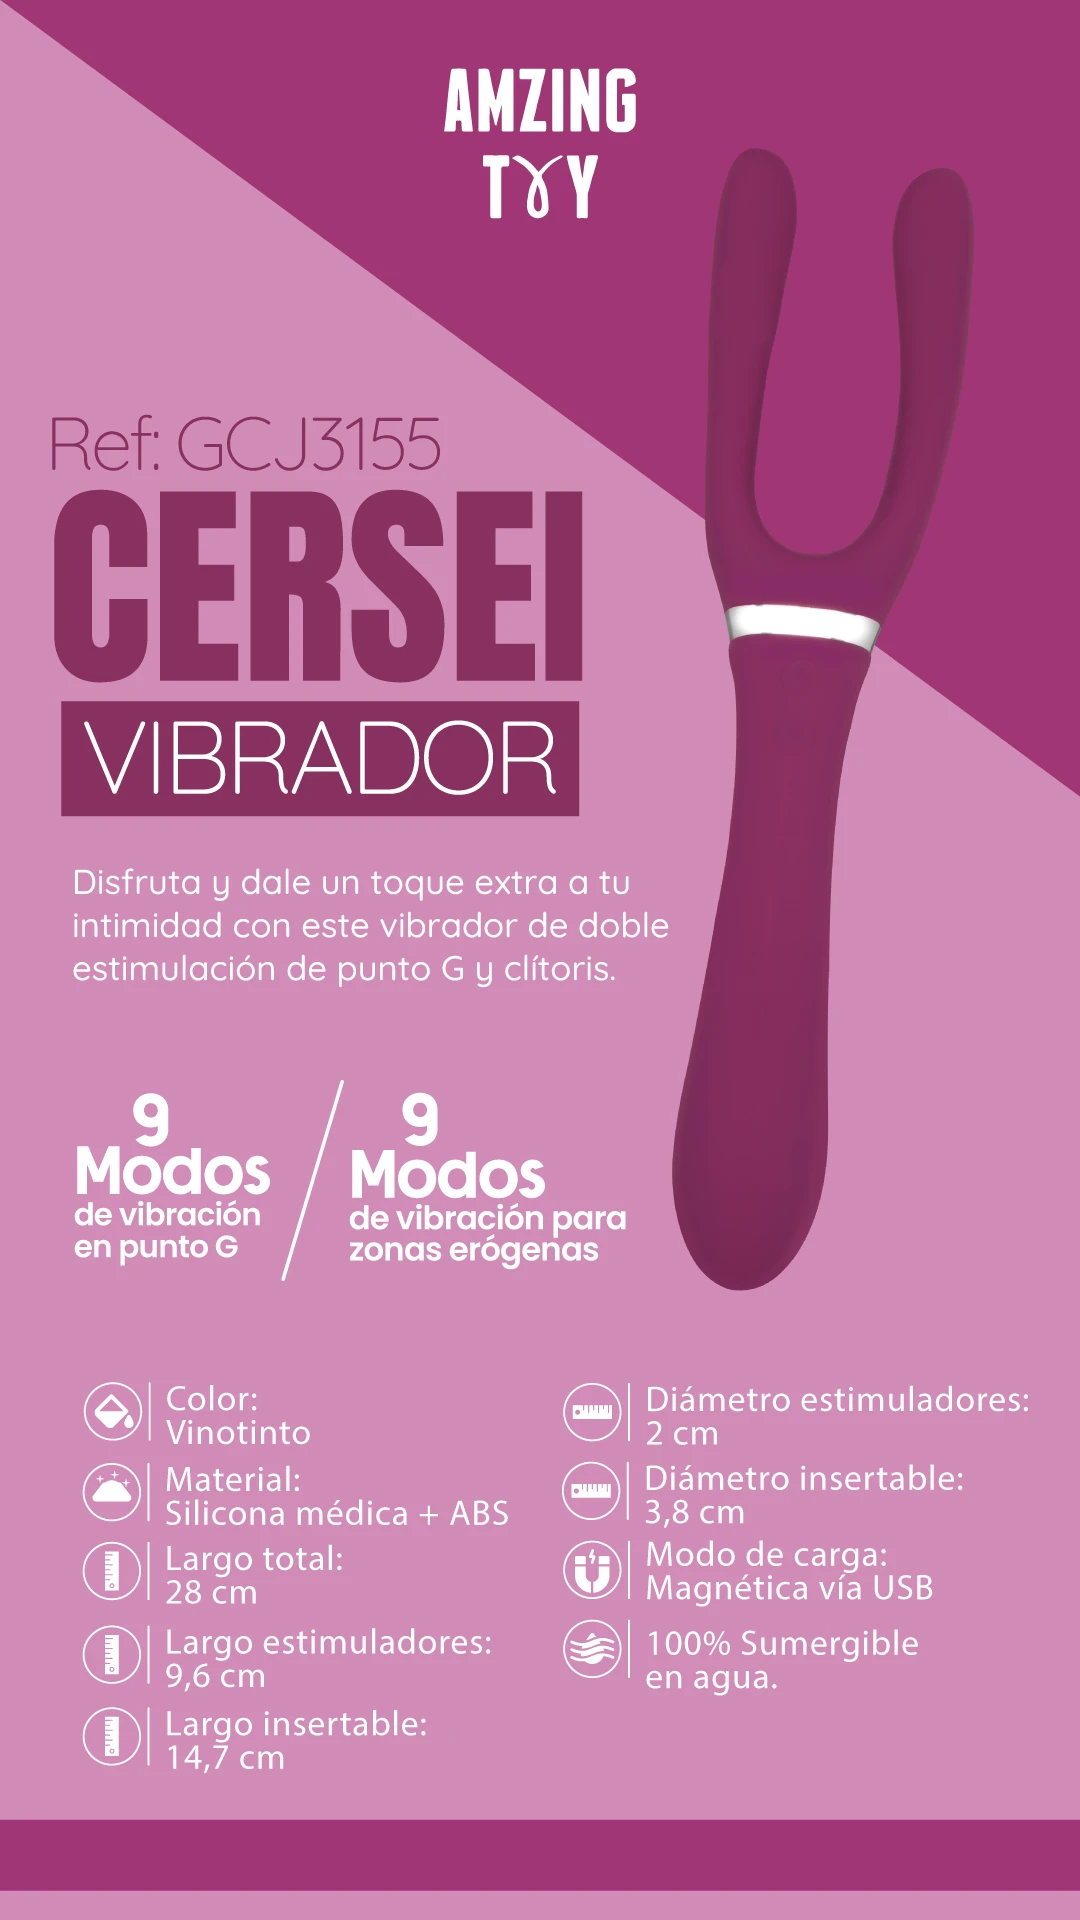 AMZING
TOY
Ref: GCJ3155
CERSEI
VIBRADOR
Disfruta y dale un toque extra a tu
intimidad con este vibrador de doble
estimulación de punto G y clítoris.
9
Modos
de vibración
en punto G
9
Modos
de vibración para
zonas erógenas
Color:
Vinotinto
Material:
Silicona médica + ABS
Largo total:
28 cm
Largo estimuladores:
9,6 cm
Largo insertable:
14,7 cm
Diámetro estimuladores:
2 cm
Diámetro insertable:
3,8 cm
Modo de carga:
Magnética vía USB
100% Sumergible
en agua.